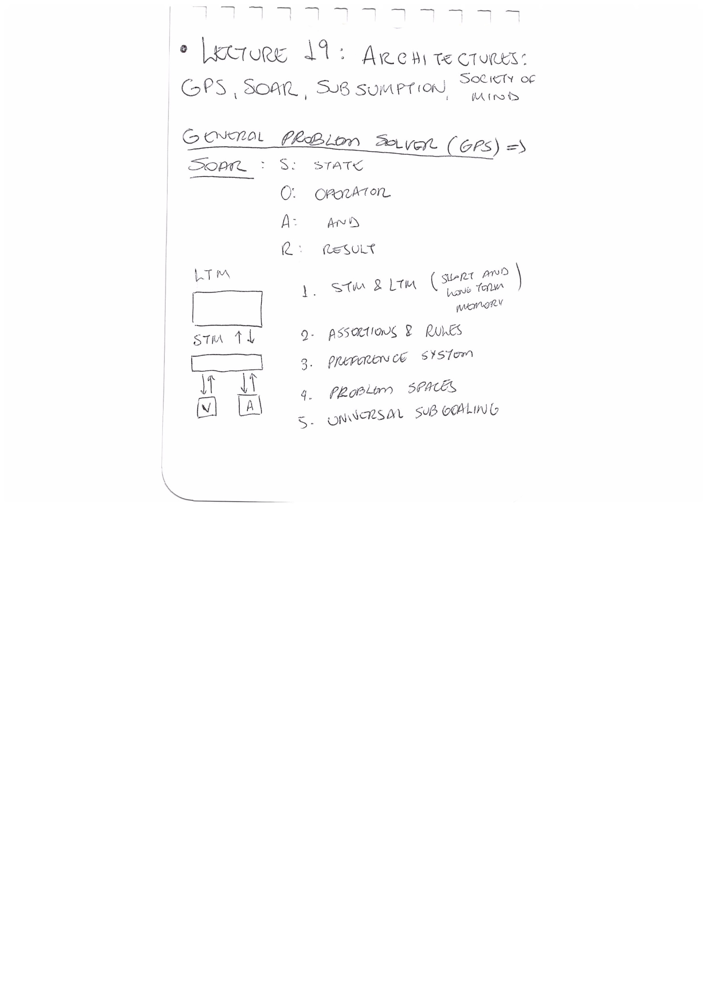 • LECTURE 19: ARCHITECTURES:
GPS, SOAR, SUBSUMPTION, SOCIETY OF
MIND
GENERAL PROBLEM SOLVER (GPS) =>
SOAR : S: STATE
O: OPERATOR
A: AND
R: RESULT
LTM
STM ↑↓
↓↑ ↓↑
V A
1. STM & LTM (SHORT AND
LONG TERM
MEMORY)
2. ASSERTIONS & RULES
3. PREFERENCE SYSTEM
4. PROBLEM SPACES
5. UNIVERSAL SUBGOALING